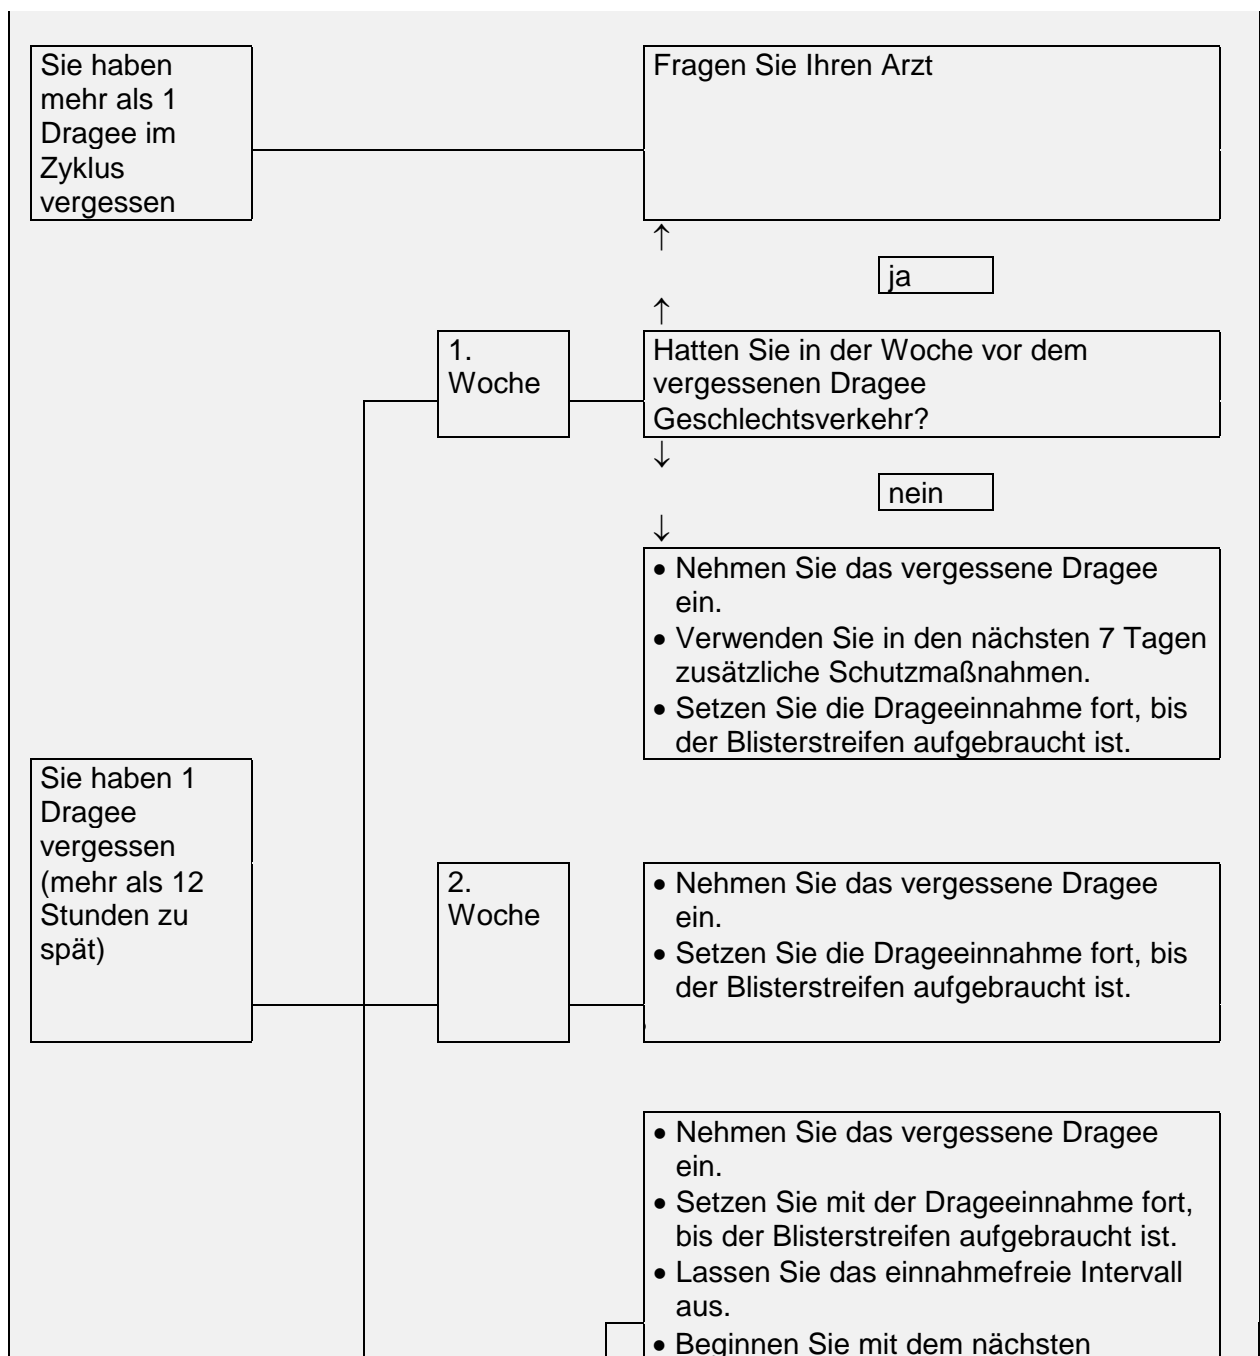 Sie haben
mehr als 1
Dragee im
Zyklus
vergessen
Fragen Sie Ihren Arzt
↑
ja
↑
1.
Woche
Hatten Sie in der Woche vor dem
vergessenen Dragee
Geschlechtsverkehr?
↓
nein
↓
• Nehmen Sie das vergessene Dragee
ein.
• Verwenden Sie in den nächsten 7 Tagen
zusätzliche Schutzmaßnahmen.
• Setzen Sie die Drageeinnahme fort, bis
der Blisterstreifen aufgebraucht ist.
Sie haben 1
Dragee
vergessen
(mehr als 12
Stunden zu
spät)
2.
Woche
• Nehmen Sie das vergessene Dragee
ein.
• Setzen Sie die Drageeinnahme fort, bis
der Blisterstreifen aufgebraucht ist.
• Nehmen Sie das vergessene Dragee
ein.
• Setzen Sie mit der Drageeinnahme fort,
bis der Blisterstreifen aufgebraucht ist.
• Lassen Sie das einnahmefreie Intervall
aus.
• Beginnen Sie mit dem nächsten